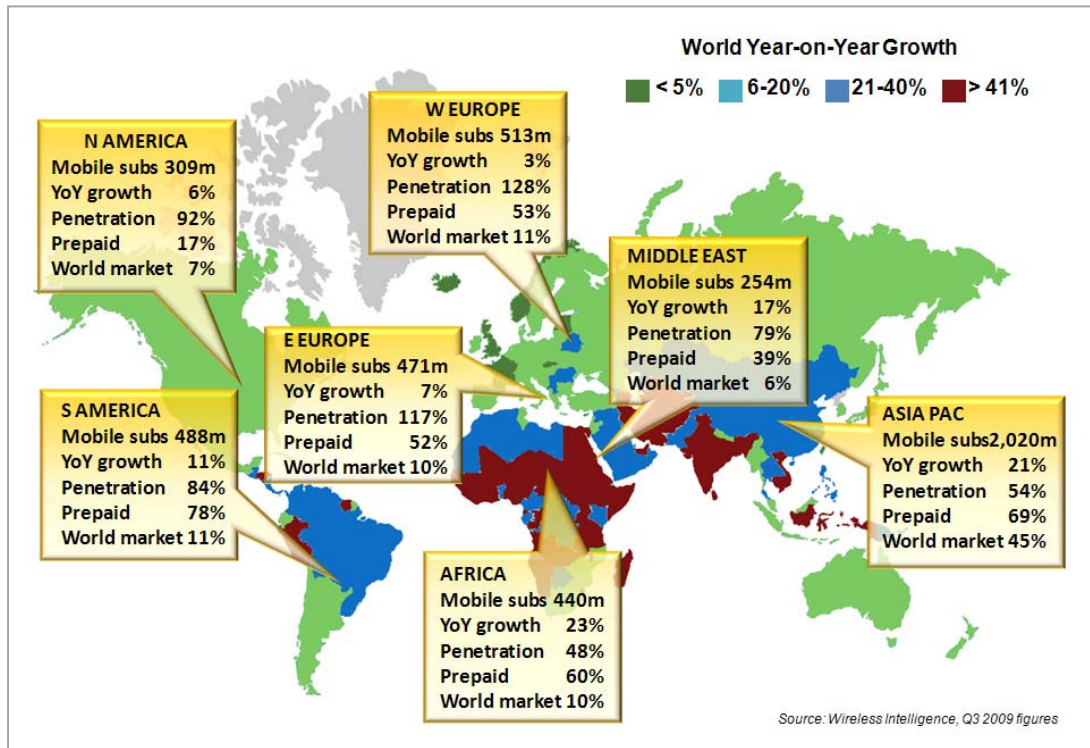 World Year-on-Year Growth
< 5% 6-20% 21-40% > 41%
N AMERICA
Mobile subs 309m
YoY growth 6%
Penetration 92%
Prepaid 17%
World market 7%
W EUROPE
Mobile subs 513m
YoY growth 3%
Penetration 128%
Prepaid 53%
World market 11%
MIDDLE EAST
Mobile subs 254m
YoY growth 17%
Penetration 79%
Prepaid 39%
World market 6%
E EUROPE
Mobile subs 471m
YoY growth 7%
Penetration 117%
Prepaid 52%
World market 10%
S AMERICA
Mobile subs 488m
YoY growth 11%
Penetration 84%
Prepaid 78%
World market 11%
ASIA PAC
Mobile subs2,020m
YoY growth 21%
Penetration 54%
Prepaid 69%
World market 45%
AFRICA
Mobile subs 440m
YoY growth 23%
Penetration 48%
Prepaid 60%
World market 10%
Source: Wireless Intelligence, Q3 2009 figures